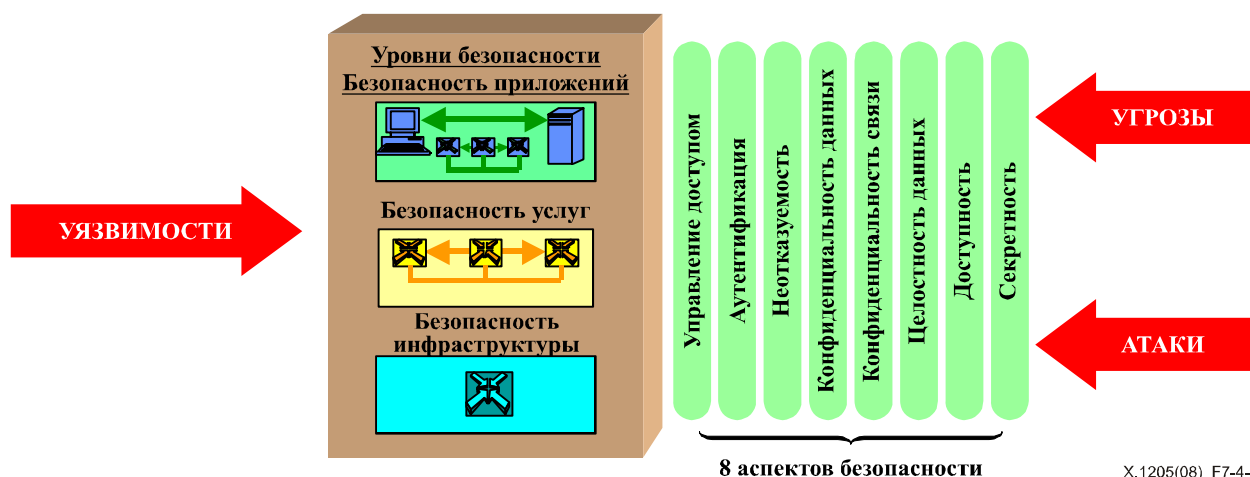 Уровни безопасности
Безопасность приложений
УЯЗВИМОСТИ
Безопасность услуг
Безопасность
инфраструктуры
Управление доступом
Аутентификация
Неотказуемость
Конфиденциальность данных
Конфиденциальность связи
Целостность данных
Доступность
Секретность
УГРОЗЫ
АТАКИ
8 аспектов безопасности
X.1205(08)_F7-4-